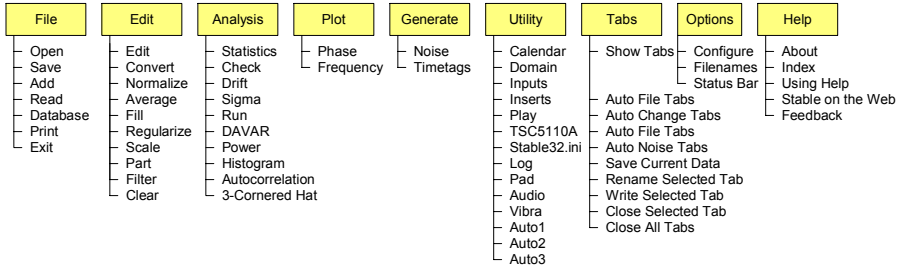 File
Open
Save
Add
Read
Database
Print
Exit
Edit
Edit
Convert
Normalize
Average
Fill
Regularize
Scale
Part
Filter
Clear
Analysis
Statistics
Check
Drift
Sigma
Run
DAVAR
Power
Histogram
Autocorrelation
3-Cornered Hat
Plot
Phase
Frequency
Generate
Noise
Timetags
Utility
Calendar
Domain
Inputs
Inserts
Play
TSC5110A
Stable32.ini
Log
Pad
Audio
Vibra
Auto1
Auto2
Auto3
Tabs
Show Tabs
Auto File Tabs
Auto Change Tabs
Auto File Tabs
Auto Noise Tabs
Save Current Data
Rename Selected Tab
Write Selected Tab
Close Selected Tab
Close All Tabs
Options
Configure
Filenames
Status Bar
Help
About
Index
Using Help
Stable on the Web
Feedback